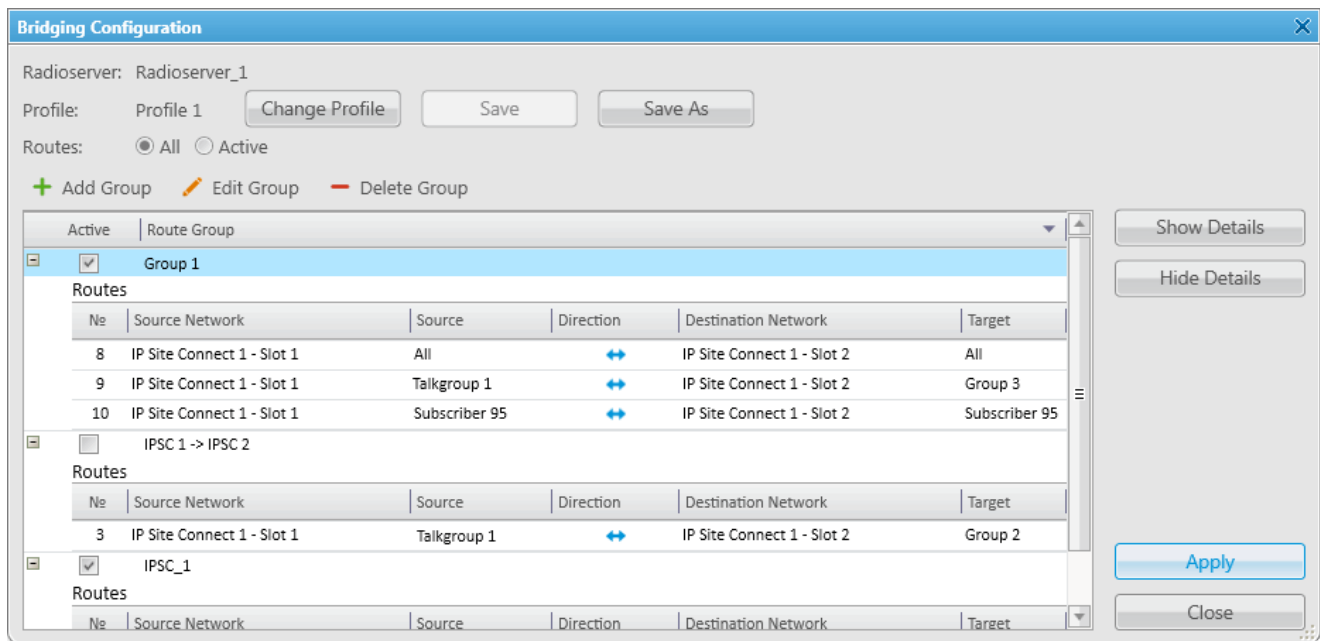 Bridging Configuration
Radioserver: Radioserver_1
Profile: Profile 1 Change Profile Save Save As
Routes: All Active
Add Group Edit Group Delete Group
Active Route Group
Show Details
Group 1
Hide Details
Routes
№ Source Network Source Direction Destination Network Target
8 IP Site Connect 1 - Slot 1 All IP Site Connect 1 - Slot 2 All
9 IP Site Connect 1 - Slot 1 Talkgroup 1 IP Site Connect 1 - Slot 2 Group 3
10 IP Site Connect 1 - Slot 1 Subscriber 95 IP Site Connect 1 - Slot 2 Subscriber 95
IPSC 1 -> IPSC 2
Routes
№ Source Network Source Direction Destination Network Target
3 IP Site Connect 1 - Slot 1 Talkgroup 1 IP Site Connect 1 - Slot 2 Group 2
IPSC_1
Apply
Routes
Close
№ Source Network Source Direction Destination Network Target